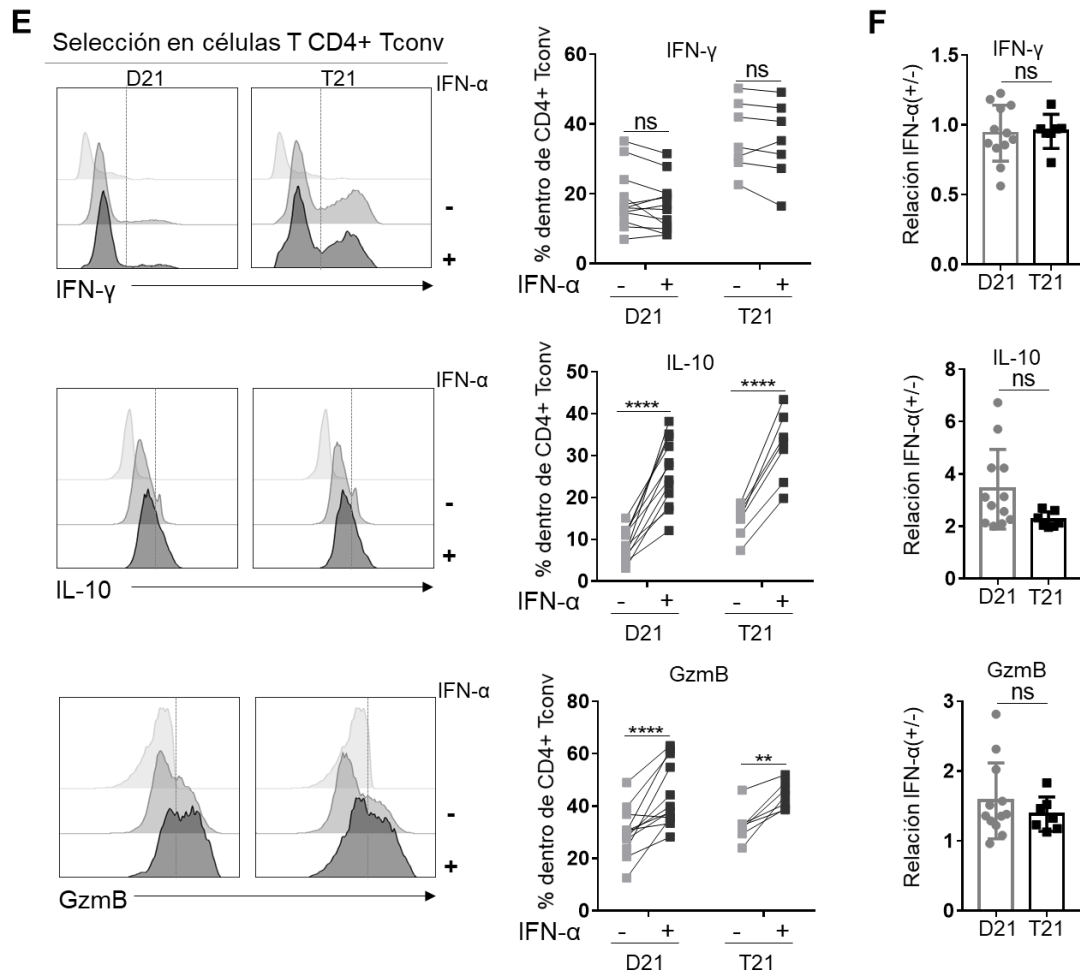 E
Selección en células T CD4+ Tconv
D21
T21
IFN-α
-
+
IFN-γ
IFN-γ
% dentro de CD4+ Tconv
60
40
20
0
ns
ns
IFN-α
- + - +
D21
T21
F
IFN-γ
ns
Relación IFN-α(+/-)
1.5
1.0
0.5
0.0
D21 T21
IFN-α
-
+
IL-10
IL-10
% dentro de CD4+ Tconv
50
40
30
20
10
0
****
****
IFN-α
- + - +
D21
T21
IL-10
ns
Relación IFN-α(+/-)
8
6
4
2
0
D21 T21
IFN-α
-
+
GzmB
GzmB
% dentro de CD4+ Tconv
80
60
40
20
0
****
**
IFN-α
- + - +
D21
T21
GzmB
ns
Relación IFN-α(+/-)
3
2
1
0
D21 T21